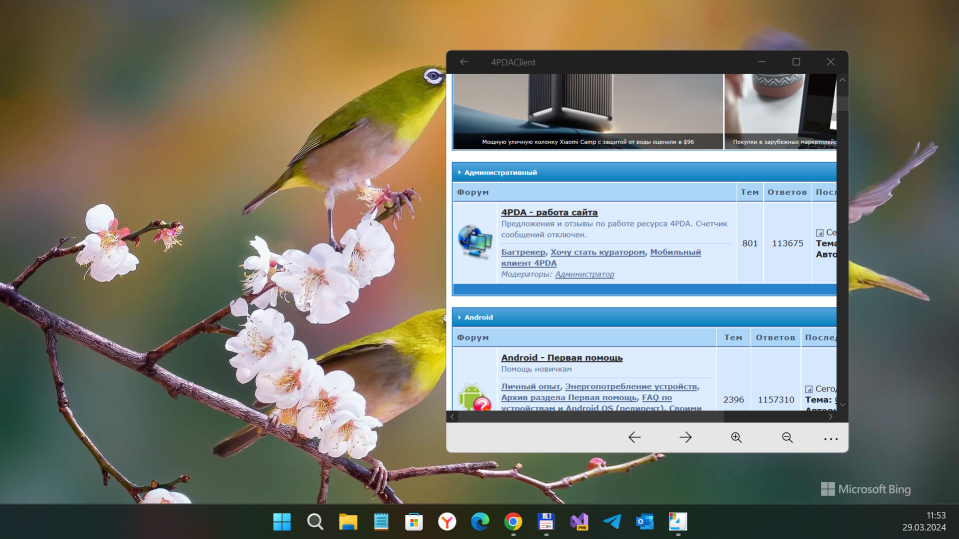 4PDAClient
Мощную уличную колонку Xiaomi Camp с защитой от воды оценили в $96
Покупки в зарубежных маркетплейс
Административный
Форум Тем Ответов Посл
4PDA - работа сайта
Предложения и отзывы по работе ресурса 4PDA. Счетчик
сообщений отключен.
Багтрекер, Хочу стать куратором, Мобильный
клиент 4PDA
Модераторы: Администратор
801
113675
Се
Тема
Авто
Android
Форум Тем Ответов Послед
Android - Первая помощь
Помощь новичкам
Личный опыт, Энергопотребление устройств,
Архив раздела Первая помощь, FAQ по
устройствам и Android OS (редирект), Своими
2396
1157310
Сегод
Тема:
Автор
Microsoft Bing
11:53
29.03.2024